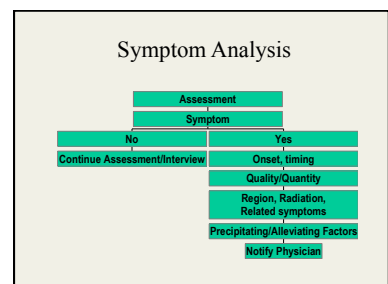 Symptom Analysis
Assessment
Symptom
No
Yes
Continue Assessment/Interview
Onset, timing
Quality/Quantity
Region, Radiation,
Related symptoms
Precipitating/Alleviating Factors
Notify Physician